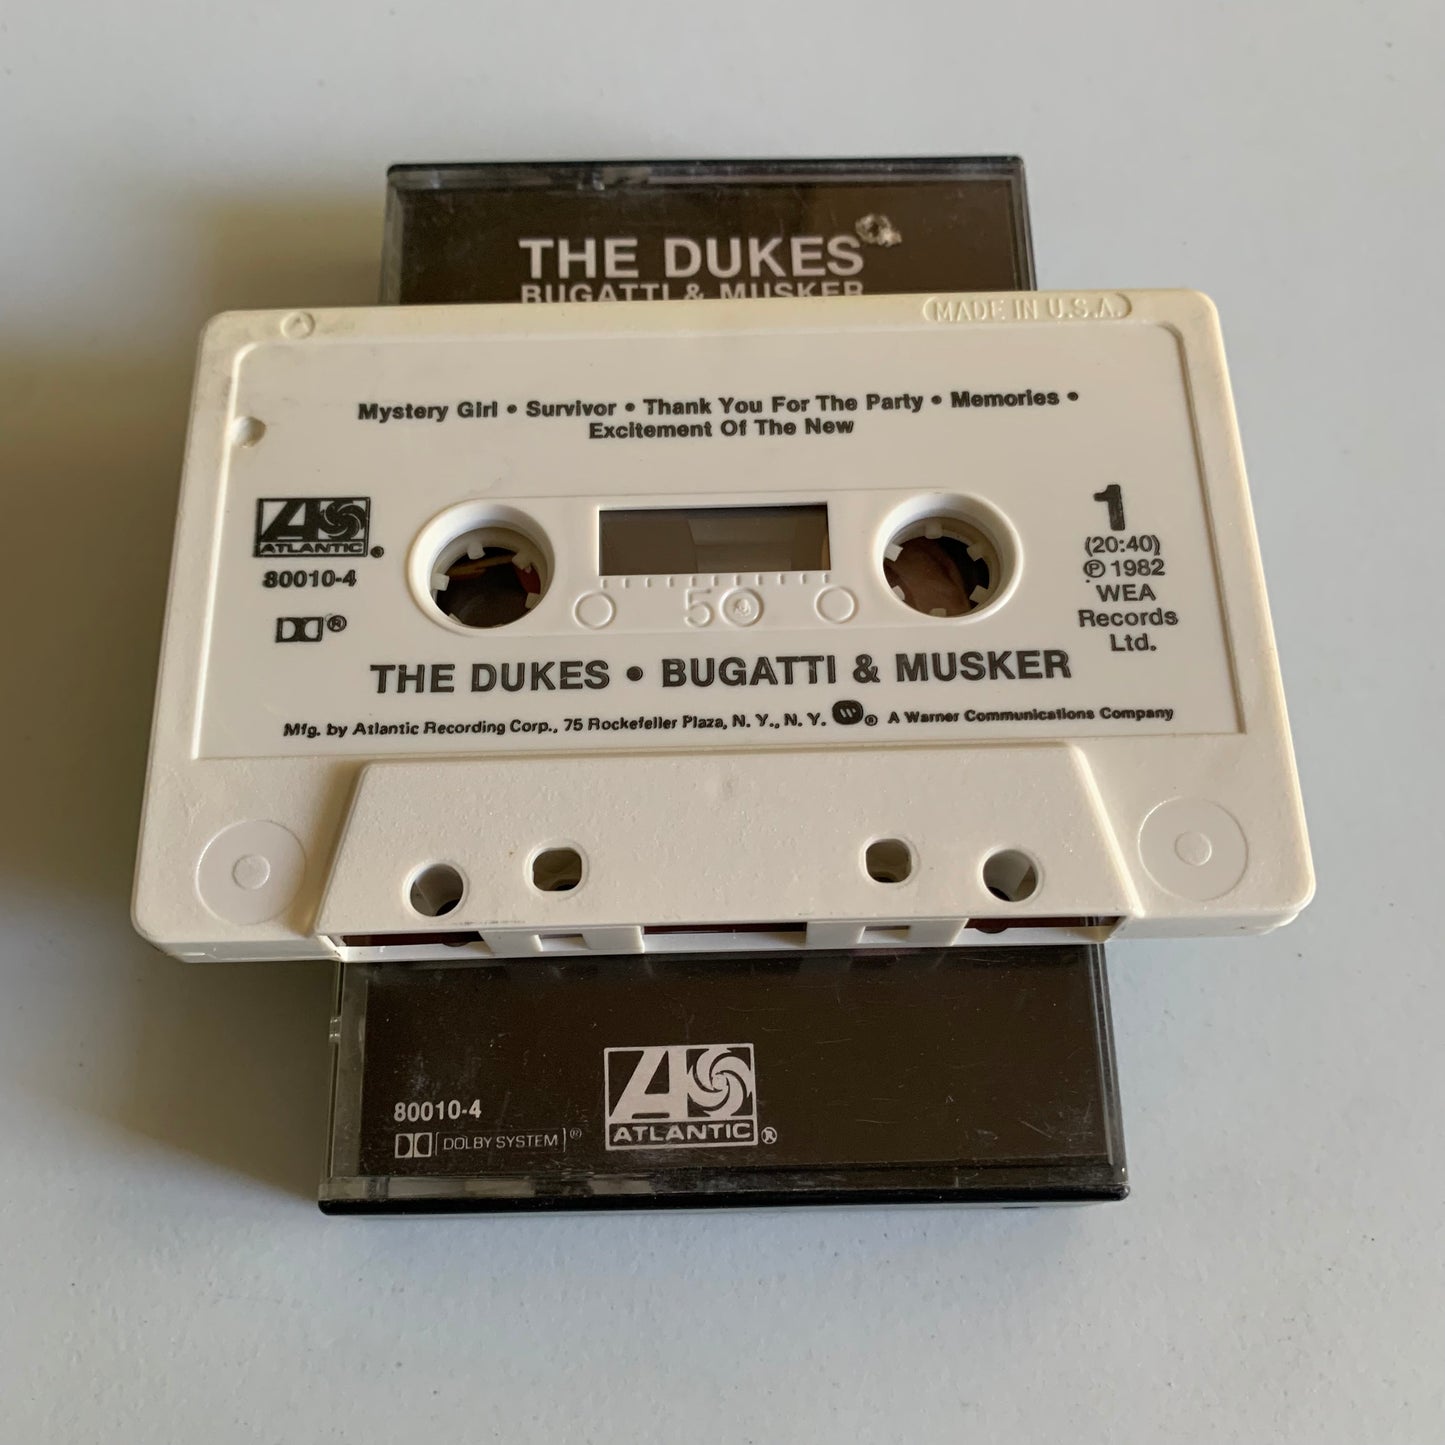 THE DUKES
BUGATTI & MUSKER
MADE IN U.S.A.
Mystery Girl • Survivor • Thank You For The Party • Memories •
Excitement Of The New
ATLANTIC®
80010-4
®
1
(20:40)
℗ 1982
WEA
Records
Ltd.
50
THE DUKES • BUGATTI & MUSKER
Mfg. by Atlantic Recording Corp., 75 Rockefeller Plaza, N. Y., N. Y. ® A Warner Communications Company
80010-4
DOLBY SYSTEM ®
ATLANTIC ®